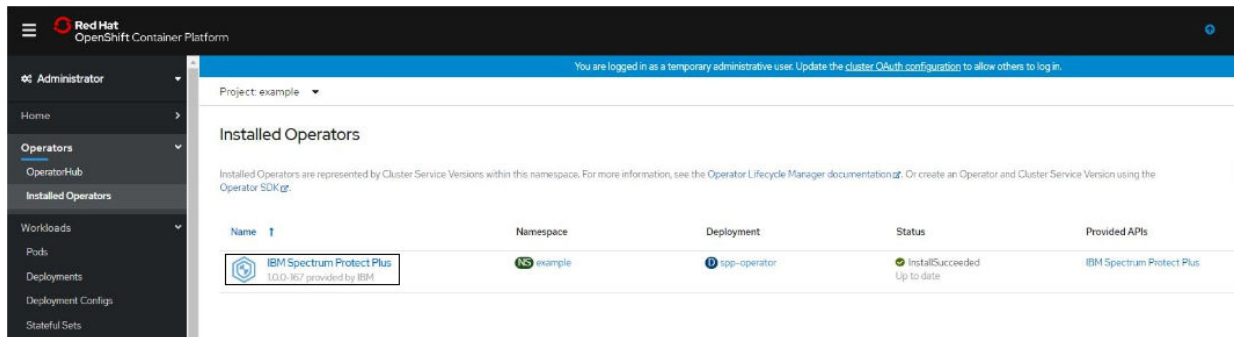 Red Hat
OpenShift Container Platform
Administrator
You are logged in as a temporary administrative user. Update the cluster OAuth configuration to allow others to log in.
Project: example
Home
Installed Operators
Operators
OperatorHub
Installed Operators are represented by Cluster Service Versions within this namespace. For more information, see the Operator Lifecycle Manager documentation. Or create an Operator and Cluster Service Version using the
Operator SDK.
Installed Operators
Workloads
Name Namespace Deployment Status Provided APIs
Pods
IBM Spectrum Protect Plus NS example D spp-operator InstallSucceeded IBM Spectrum Protect Plus
1.0.0-167 provided by IBM Up to date
Deployments
Deployment Configs
Stateful Sets